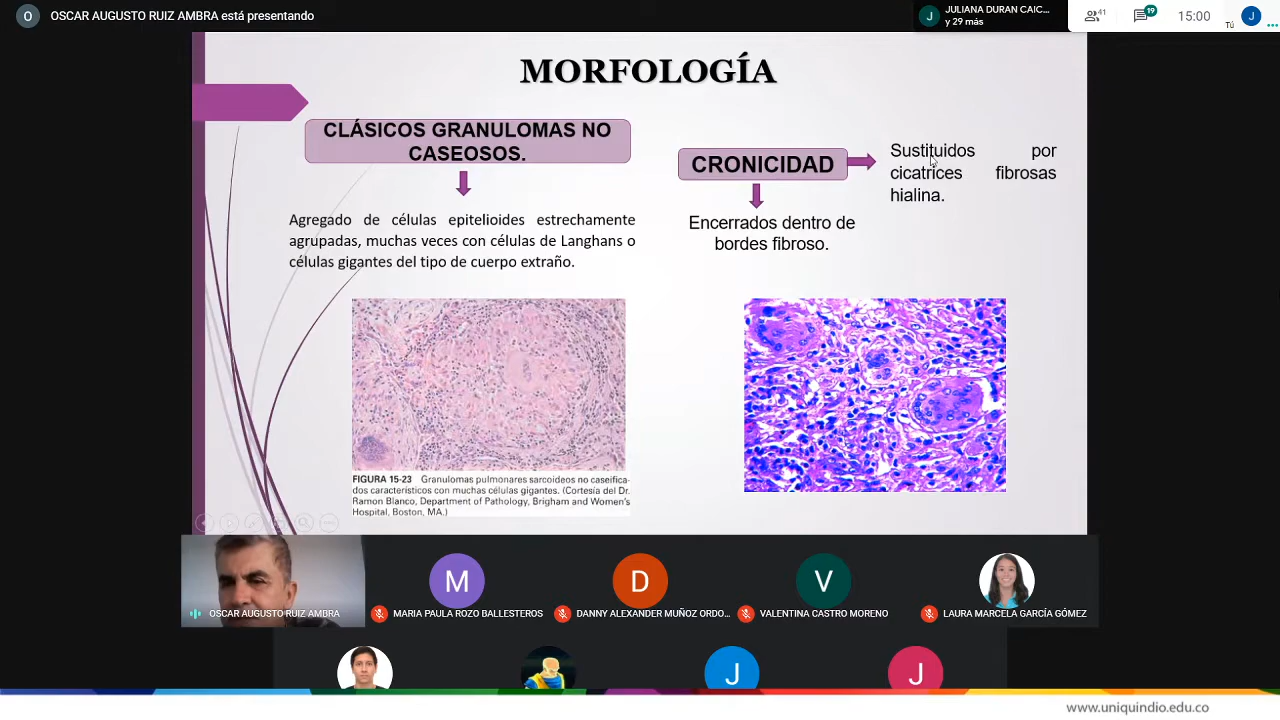 O OSCAR AUGUSTO RUIZ AMBRA está presentando
J JULIANA DURAN CAIC...
y 29 más
41
19
15:00
Tú
J
MORFOLOGÍA
CLÁSICOS GRANULOMAS NO
CASEOSOS.
Agregado de células epitelioides estrechamente
agrupadas, muchas veces con células de Langhans o
células gigantes del tipo de cuerpo extraño.
CRONICIDAD
Sustituidos por
cicatrices fibrosas
hialina.
Encerrados dentro de
bordes fibroso.
FIGURA 15-23 Granulomas pulmonares sarcoideos no caseifica-
dos característicos con muchas células gigantes. (Cortesía del Dr.
Ramon Blanco, Department of Pathology, Brigham and Women's
Hospital, Boston, MA.)
OSCAR AUGUSTO RUIZ AMBRA
M
MARIA PAULA ROZO BALLESTEROS
D
DANNY ALEXANDER MUÑOZ ORDO...
V
VALENTINA CASTRO MORENO
LAURA MARCELA GARCÍA GÓMEZ
J
J
www.uniquindio.edu.co